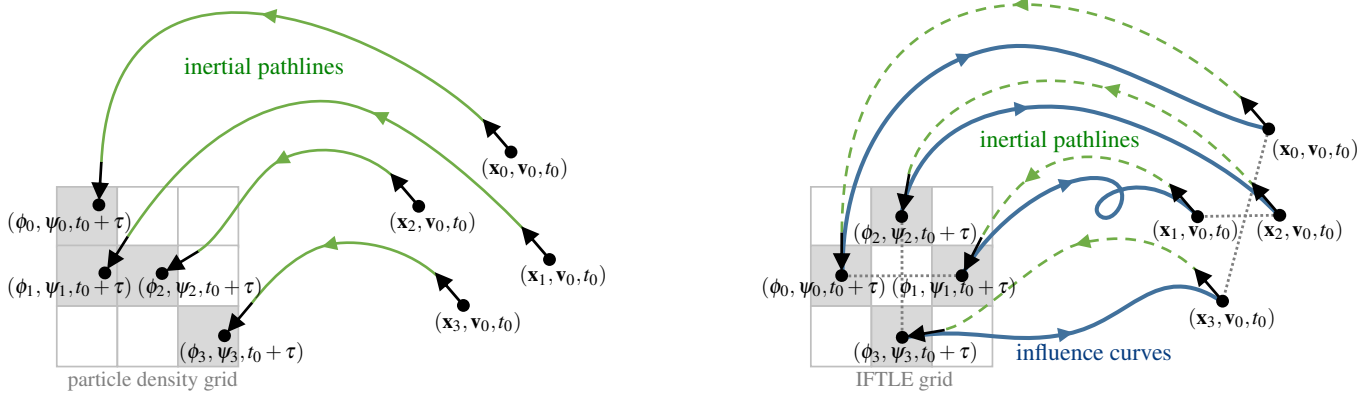 inertial pathlines
(x₀, v₀, t₀)
(x₂, v₀, t₀)
(ϕ₀, ψ₀, t₀ + τ)
(x₁, v₀, t₀)
(ϕ₁, ψ₁, t₀ + τ) (ϕ₂, ψ₂, t₀ + τ)
(x₃, v₀, t₀)
(ϕ₃, ψ₃, t₀ + τ)
particle density grid
inertial pathlines
(x₀, v₀, t₀)
(ϕ₂, ψ₂, t₀ + τ)
(x₁, v₀, t₀) (x₂, v₀, t₀)
(ϕ₀, ψ₀, t₀ + τ) (ϕ₁, ψ₁, t₀ + τ)
(x₃, v₀, t₀)
(ϕ₃, ψ₃, t₀ + τ)
influence curves
IFTLE grid